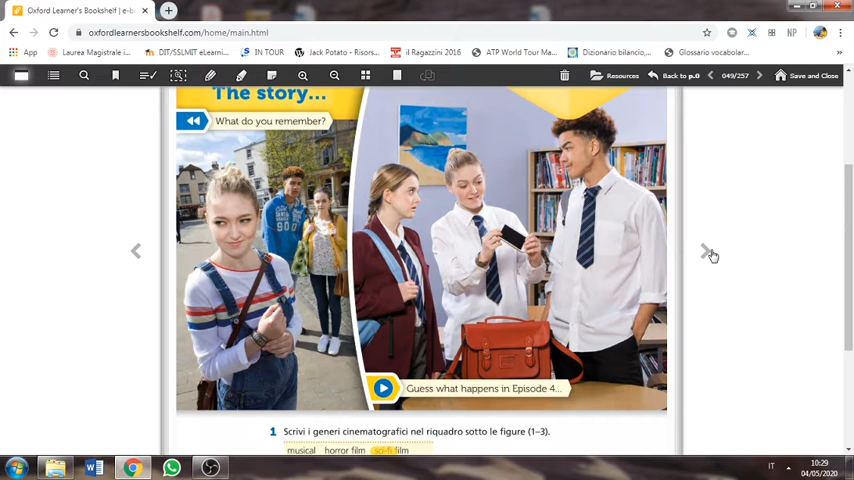 Oxford Learner's Bookshelf | e-b
oxfordlearnersbookshelf.com/home/main.html
App
Laurea Magistrale i...
DIT/SSLMIT eLearni...
IN TOUR
Jack Potato - Risors...
il Ragazzini 2016
ATP World Tour Ma...
Dizionario bilancio,...
Glossario vocabolar...
NP
Resources
Back to p.0
049/257
Save and Close
The story...
What do you remember?
900
Guess what happens in Episode 4...
1 Scrivi i generi cinematografici nel riquadro sotto le figure (1–3).
musical horror film sci-fi film
IT
10:29
04/05/2020